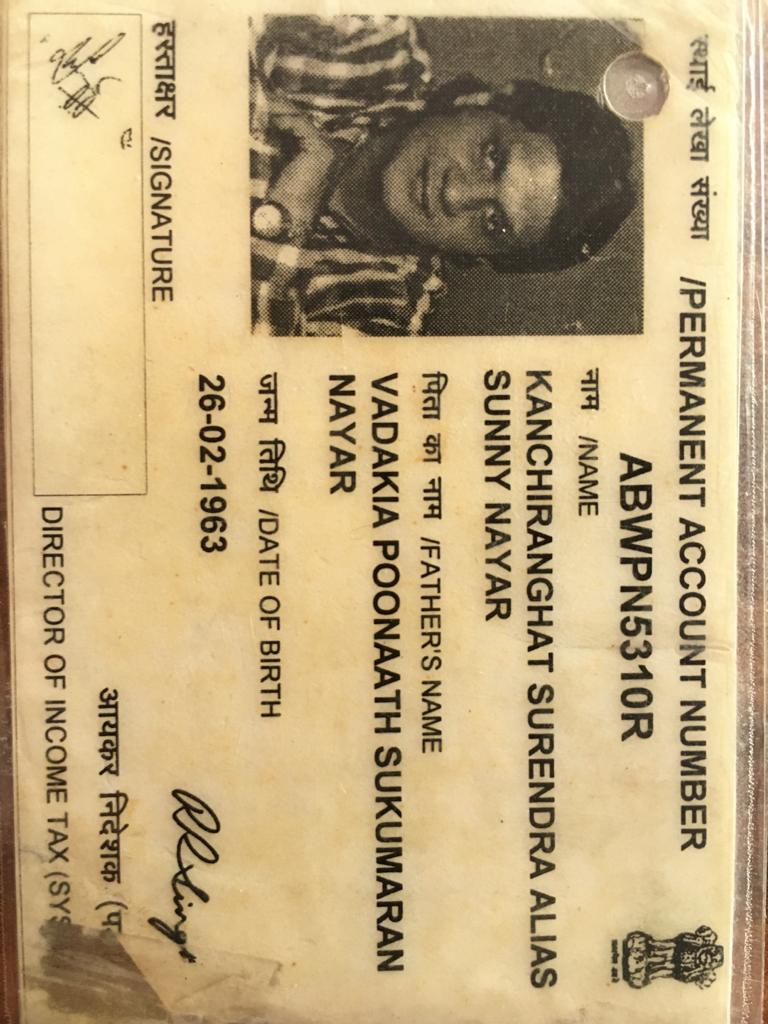 स्थाई लेखा संख्या /PERMANENT ACCOUNT NUMBER
ABWPN5310R
नाम /NAME
KANCHIRANGHAT SURENDRA ALIAS
SUNNY NAYAR
पिता का नाम /FATHER'S NAME
VADAKIA POONAATH SUKUMARAN
NAYAR
जन्म तिथि /DATE OF BIRTH
26-02-1963
हस्ताक्षर /SIGNATURE
आयकर निदेशक (प
DIRECTOR OF INCOME TAX (SYS